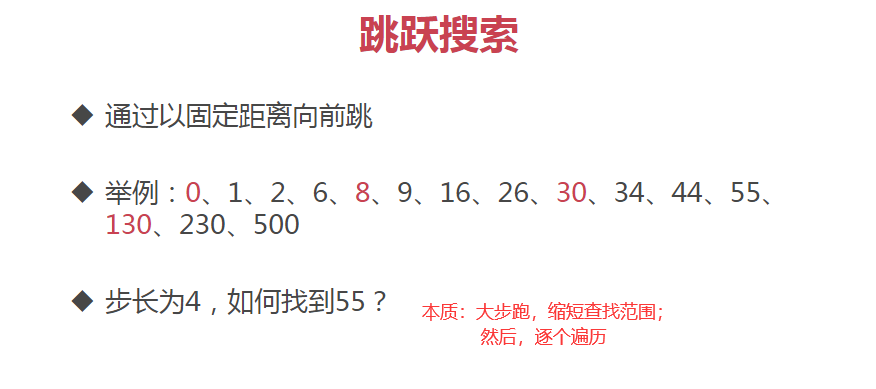 跳跃搜索
◆ 通过以固定距离向前跳
◆ 举例：0、1、2、6、8、9、16、26、30、34、44、55、
130、230、500
◆ 步长为4，如何找到55？
本质：大步跑，缩短查找范围；
然后，逐个遍历